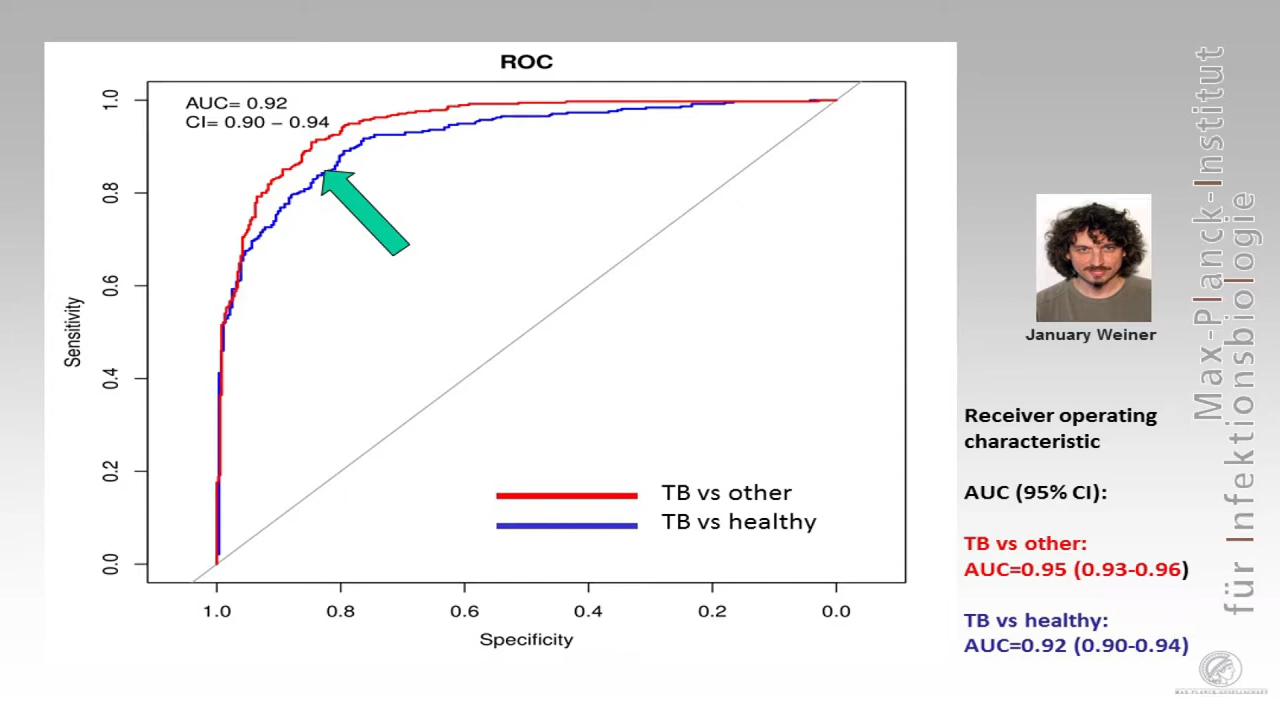 ROC
AUC= 0.92
CI= 0.90 – 0.94
1.0
0.8
0.6
0.4
0.2
0.0
Sensitivity
TB vs other
TB vs healthy
1.0
0.8
0.6
0.4
0.2
0.0
Specificity
January Weiner
Receiver operating
characteristic
AUC (95% CI):
TB vs other:
AUC=0.95 (0.93-0.96)
TB vs healthy:
AUC=0.92 (0.90-0.94)
Max-Planck-Institut
für Infektionsbiologie
MAX-PLANCK-GESELLSCHAFT